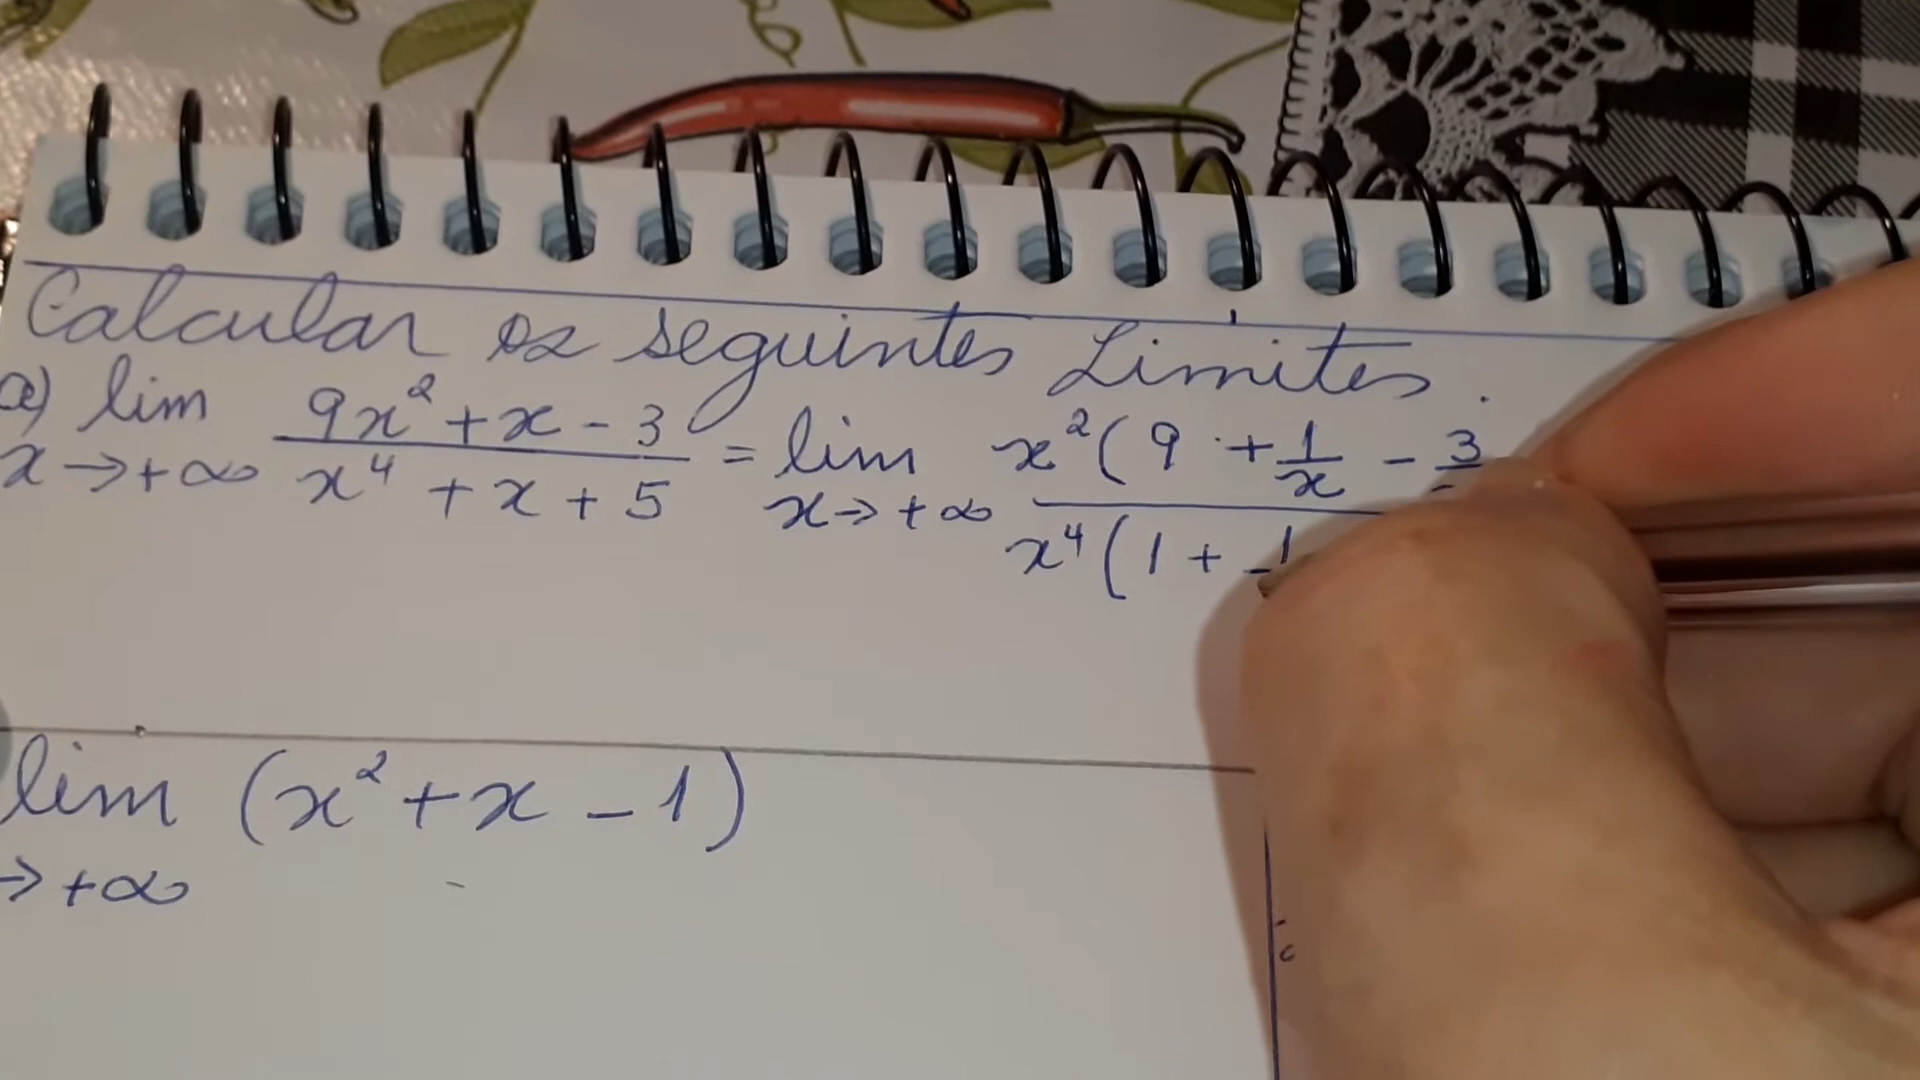 Calcular os seguintes Limites.
a) lim x→+∞ (9x² + x - 3)/(x⁴ + x + 5) = lim x→+∞ x²(9 + 1/x - 3/
x⁴(1 + 1
lim (x² + x - 1)
→ +∞